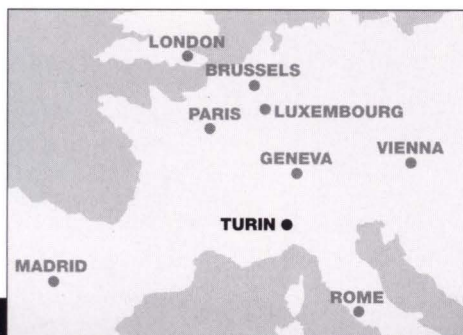 LONDON
BRUSSELS
PARIS
LUXEMBOURG
GENEVA
VIENNA
TURIN
MADRID
ROME